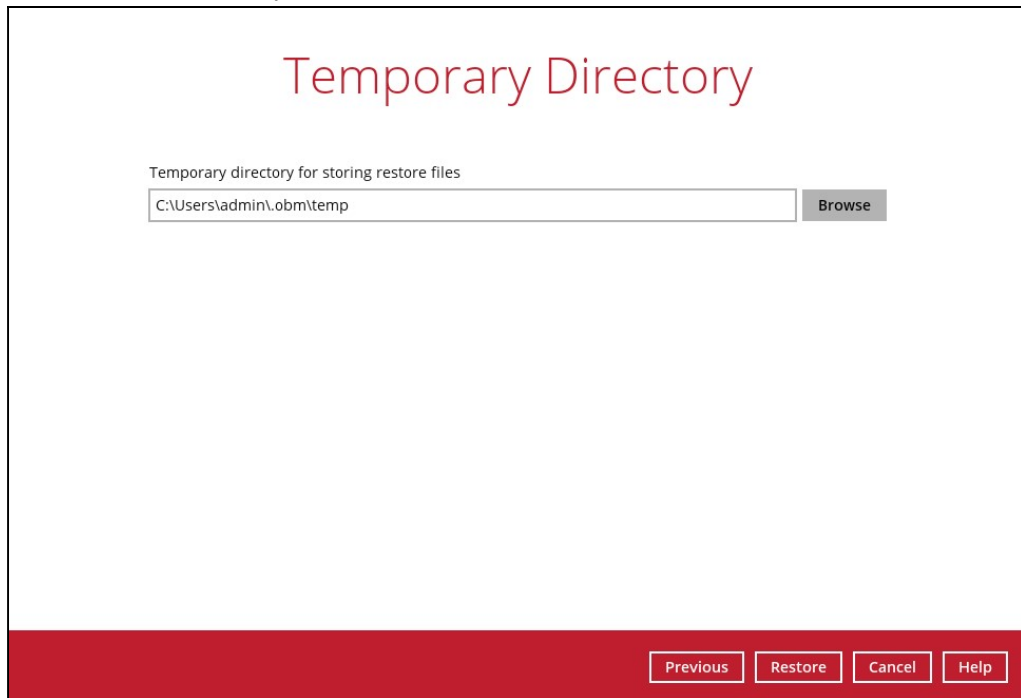 Temporary Directory
Temporary directory for storing restore files
C:\Users\admin\.obm\temp Browse
Previous Restore Cancel Help